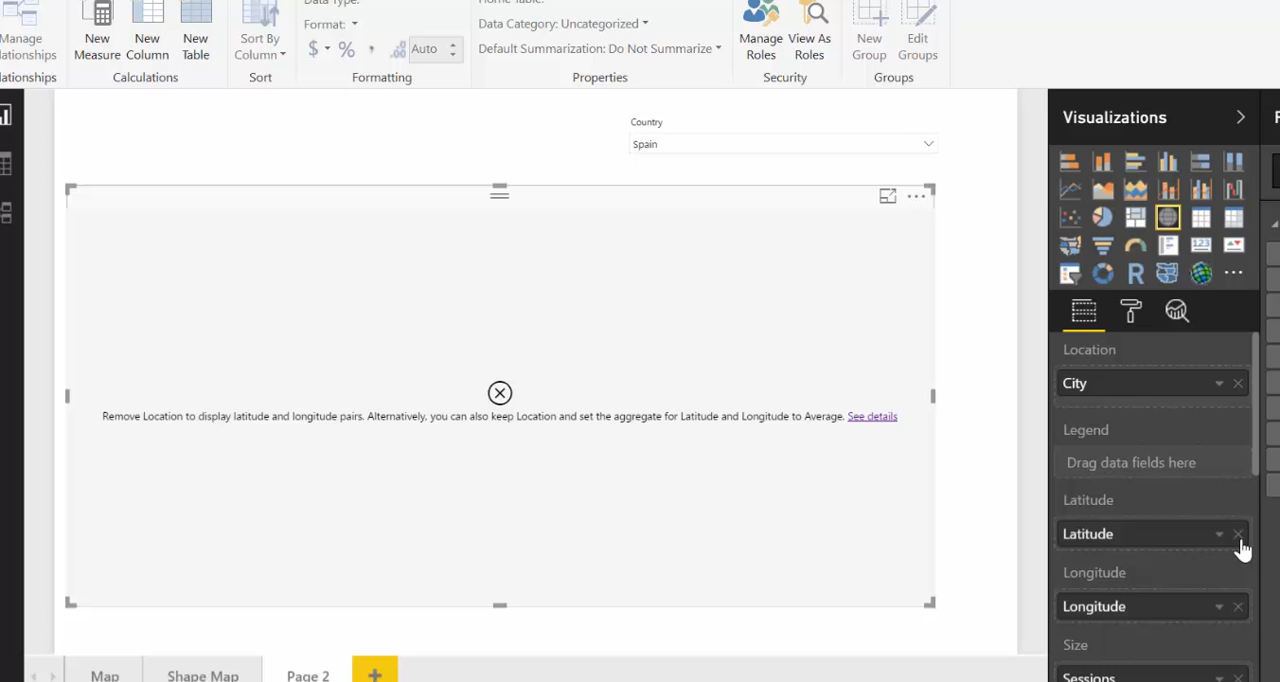 Format:
Data Category: Uncategorized
$ % , Auto
Default Summarization: Do Not Summarize
Manage
New New New
Sort By
Manage View As
New Edit
Measure Column Table
Column
Roles Roles
Group Groups
Calculations
Sort
Formatting
Properties
Security
Groups
Country
Spain
Visualizations
R
123
Location
City
Legend
Drag data fields here
Latitude
Latitude
Longitude
Longitude
Size
Sessions
Remove Location to display latitude and longitude pairs. Alternatively, you can also keep Location and set the aggregate for Latitude and Longitude to Average. See details
Map Shape Map Page 2 +